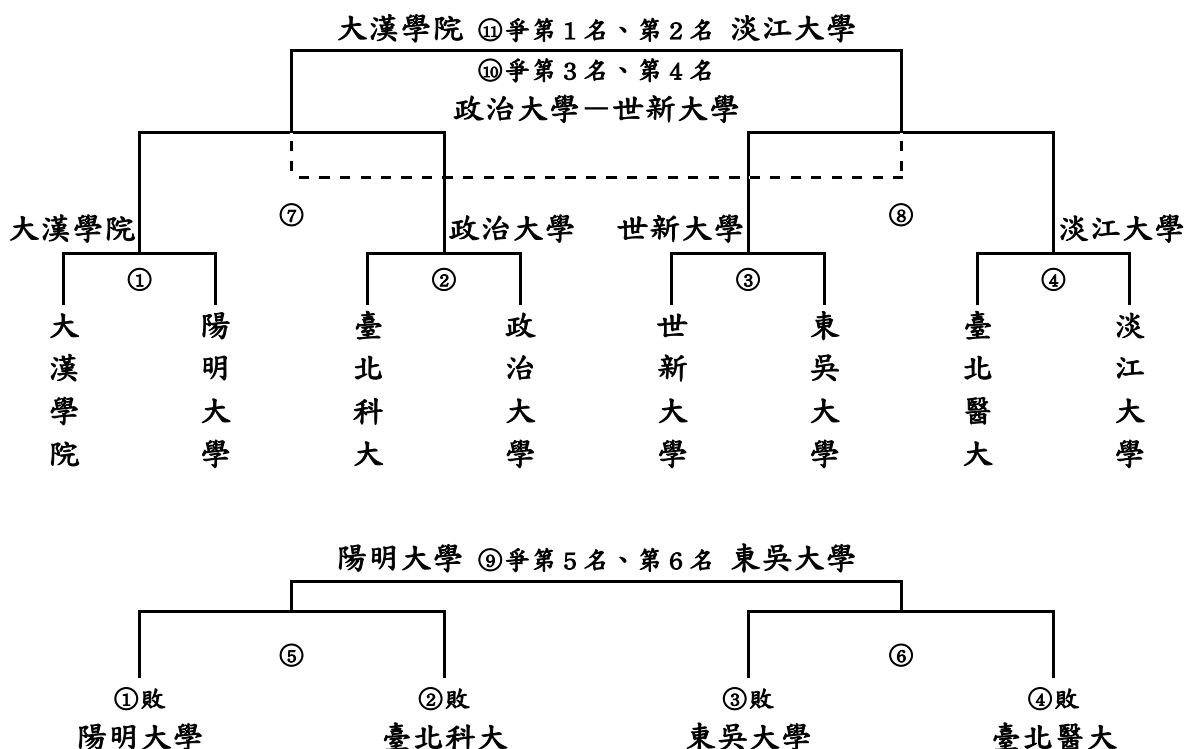 大漢學院 ⑪爭第1名、第2名 淡江大學
⑩爭第3名、第4名
政治大學－世新大學
⑦ ⑧
大漢學院 政治大學 世新大學 淡江大學
① ② ③ ④
大漢學院
陽明大學
臺北科大
政治大學
世新大學
東吳大學
臺北醫大
淡江大學
陽明大學 ⑨爭第5名、第6名 東吳大學
⑤ ⑥
①敗 ②敗 ③敗 ④敗
陽明大學 臺北科大 東吳大學 臺北醫大